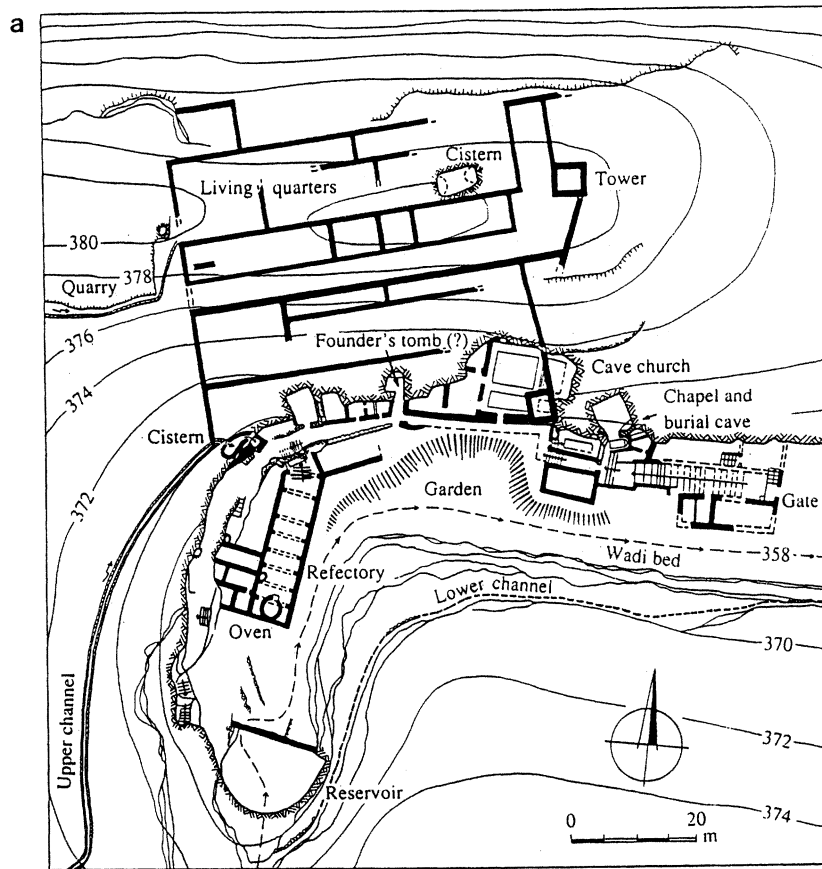 a
Cistern
Living quarters
Tower
380
378
Quarry
376
Founder's tomb (?)
Cave church
374
Chapel and
burial cave
Cistern
372
Garden
Gate
Wadi bed
358
Refectory
Lower channel
Oven
370
Upper channel
372
Reservoir
374
0 20
m